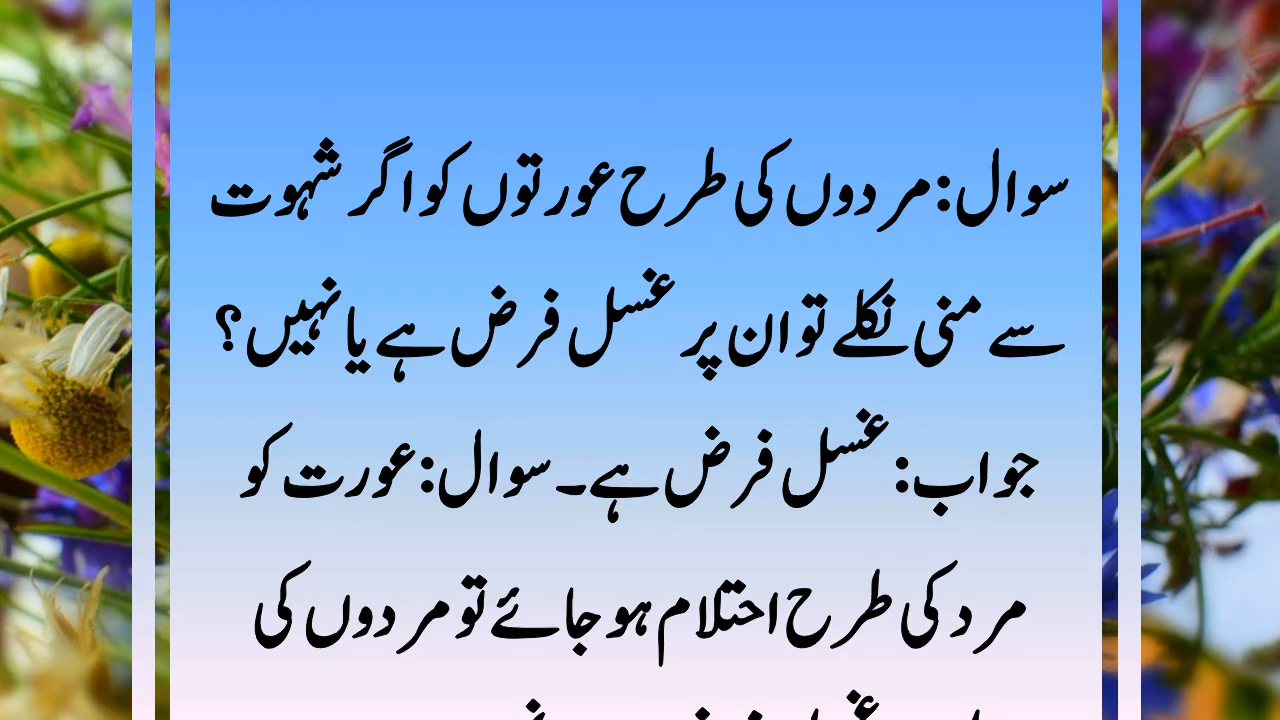 سوال: مردوں کی طرح عورتوں کو اگر شہوت
سے منی نکلے تو ان پر غسل فرض ہے یا نہیں؟
جواب: غسل فرض ہے۔ سوال: عورت کو
مرد کی طرح احتلام ہو جائے تو مردوں کی